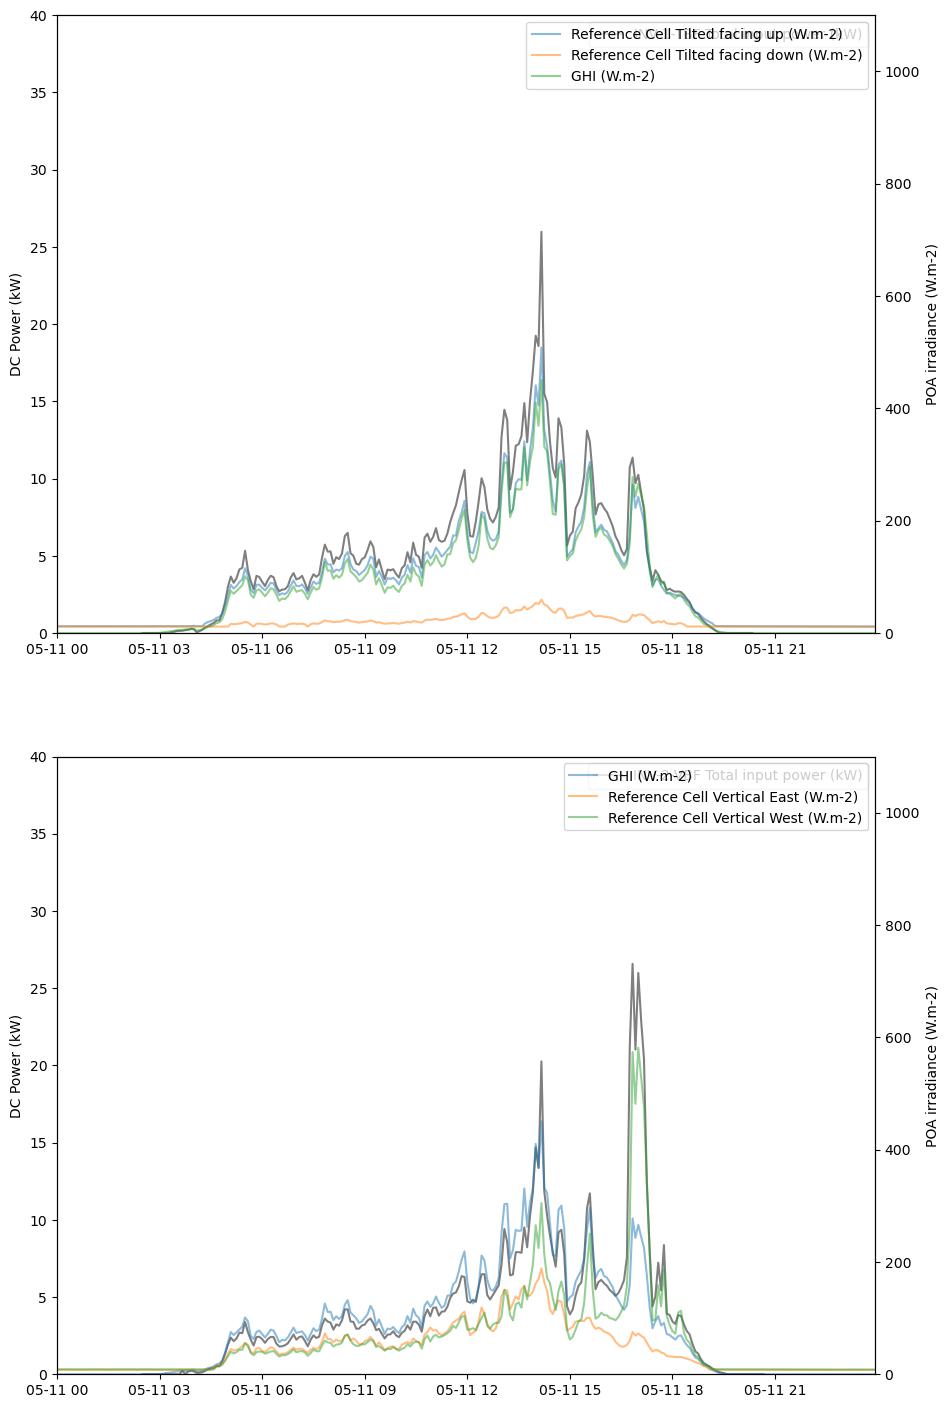 40
35
30
25
20
15
10
5
0
DC Power (kW)
Reference Cell Tilted facing up (W.m-2)
Reference Cell Tilted facing down (W.m-2)
GHI (W.m-2)
1000
800
600
400
200
0
POA irradiance (W.m-2)
05-11 00 05-11 03 05-11 06 05-11 09 05-11 12 05-11 15 05-11 18 05-11 21
40
35
30
25
20
15
10
5
0
DC Power (kW)
Total input power (kW)
GHI (W.m-2)
Reference Cell Vertical East (W.m-2)
Reference Cell Vertical West (W.m-2)
1000
800
600
400
200
0
POA irradiance (W.m-2)
05-11 00 05-11 03 05-11 06 05-11 09 05-11 12 05-11 15 05-11 18 05-11 21